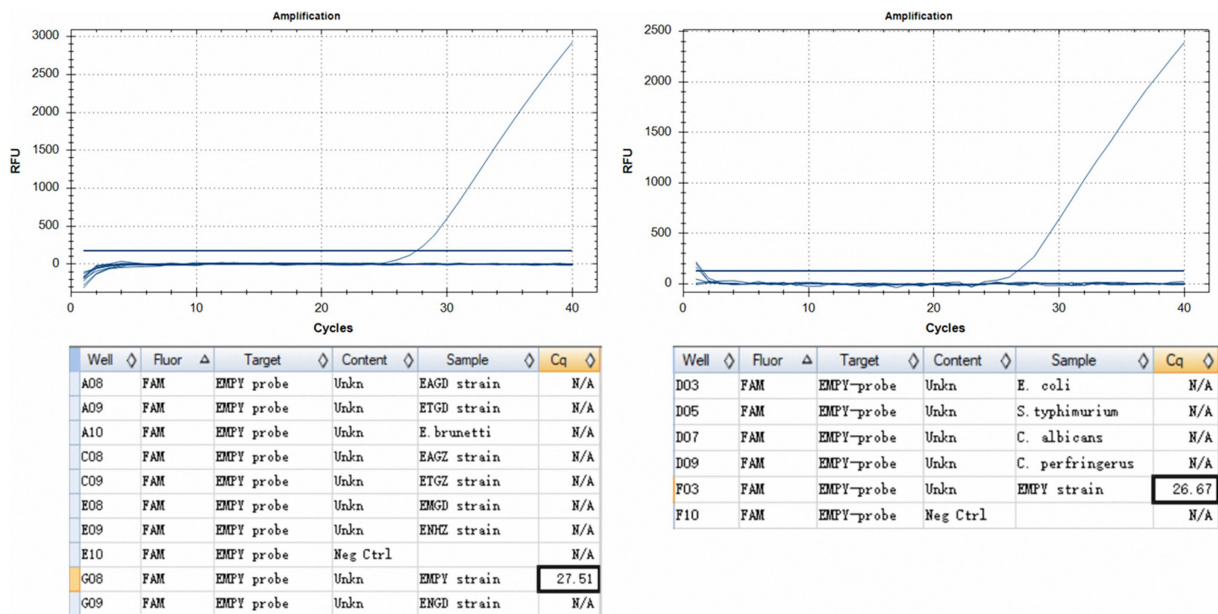 Amplification
3000
2500
2000
1500
1000
500
0
RFU
0 10 20 30 40
Cycles
Well Fluor Target Content Sample Cq
A08 FAM EMPY probe Unkn EAGD strain N/A
A09 FAM EMPY probe Unkn ETGD strain N/A
A10 FAM EMPY probe Unkn E.brunetti N/A
C08 FAM EMPY probe Unkn EAGZ strain N/A
C09 FAM EMPY probe Unkn ETGZ strain N/A
E08 FAM EMPY probe Unkn EMGD strain N/A
E09 FAM EMPY probe Unkn ENHZ strain N/A
E10 FAM EMPY probe Neg Ctrl N/A
G08 FAM EMPY probe Unkn EMPY strain 27.51
G09 FAM EMPY probe Unkn ENGD strain N/A
Amplification
2500
2000
1500
1000
500
0
RFU
0 10 20 30 40
Cycles
Well Fluor Target Content Sample Cq
D03 FAM EMPY-probe Unkn E. coli N/A
D05 FAM EMPY-probe Unkn S.typhimurium N/A
D07 FAM EMPY-probe Unkn C. albicans N/A
D09 FAM EMPY-probe Unkn C. perfringerus N/A
F03 FAM EMPY-probe Unkn EMPY strain 26.67
F10 FAM EMPY-probe Neg Ctrl N/A